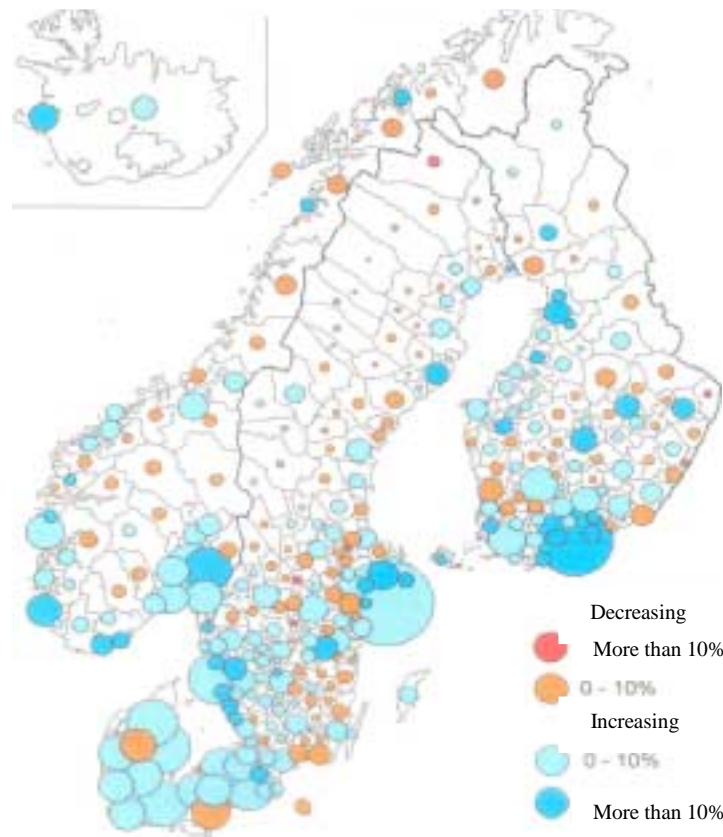 Decreasing
More than 10%
0 - 10%
Increasing
0 - 10%
More than 10%